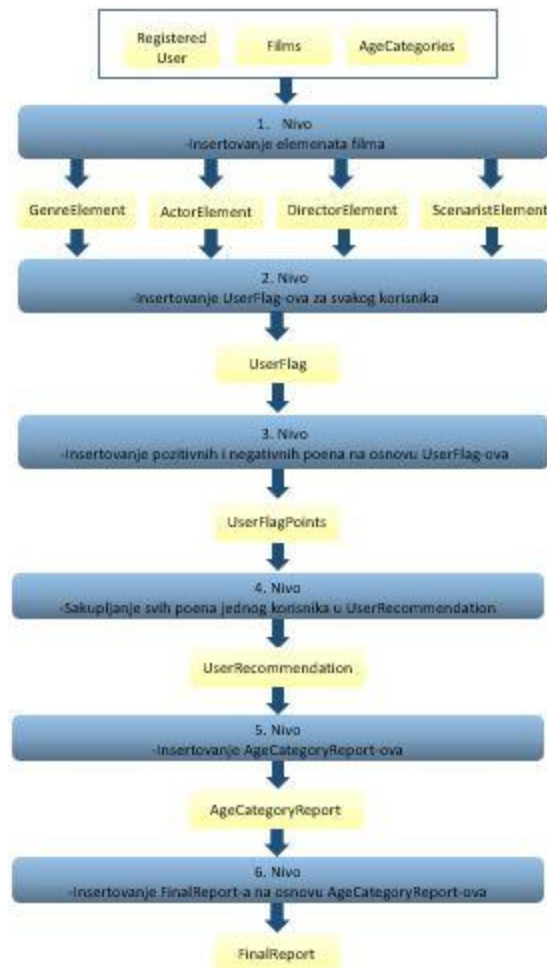 Registered User
Films
AgeCategories
1. Nivo
-Insertovanje elemenata filma
GenreElement
ActorElement
DirectorElement
ScenaristElement
2. Nivo
-Insertovanje UserFlag-ova za svakog korisnika
UserFlag
3. Nivo
-Insertovanje pozitivnih i negativnih poena na osnovu UserFlag-ova
UserFlagPoints
4. Nivo
-Sakupljanje svih poena jednog korisnika u UserRecommendation
UserRecommendation
5. Nivo
-Insertovanje AgeCategoryReport-ova
AgeCategoryReport
6. Nivo
-Insertovanje FinalReport-a na osnovu AgeCategoryReport-ova
FinalReport